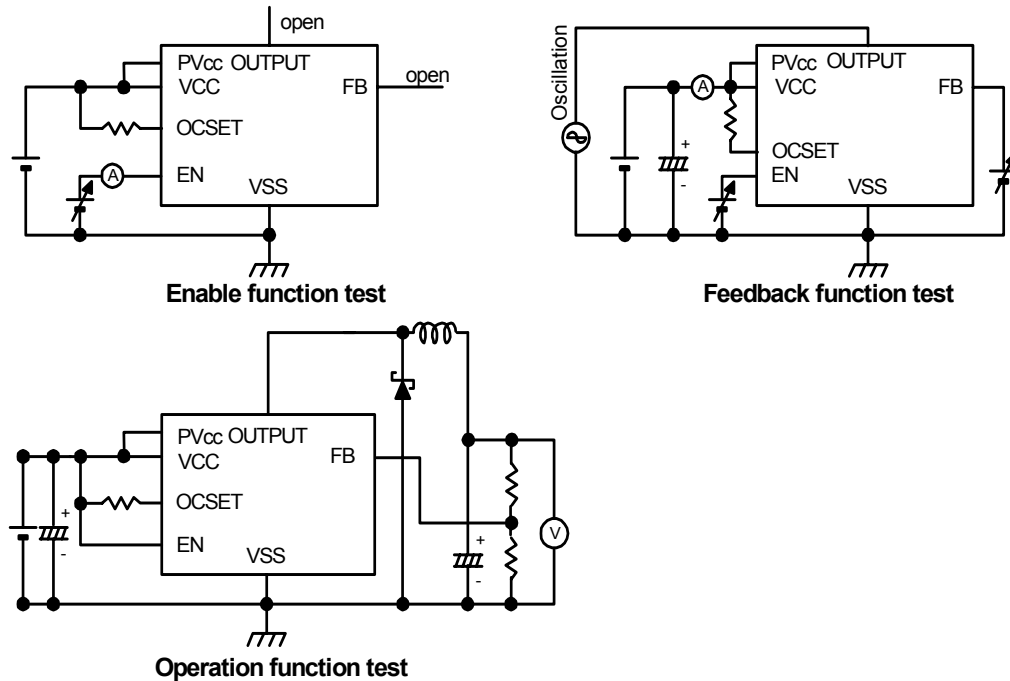 open
PVcc OUTPUT
VCC
FB
open
OCSET
A
EN
VSS
Enable function test
Oscillation
PVcc OUTPUT
A
VCC
FB
+
OCSET
-
EN
VSS
Feedback function test
PVcc OUTPUT
VCC
FB
+
OCSET
-
EN
VSS
+
-
V
Operation function test